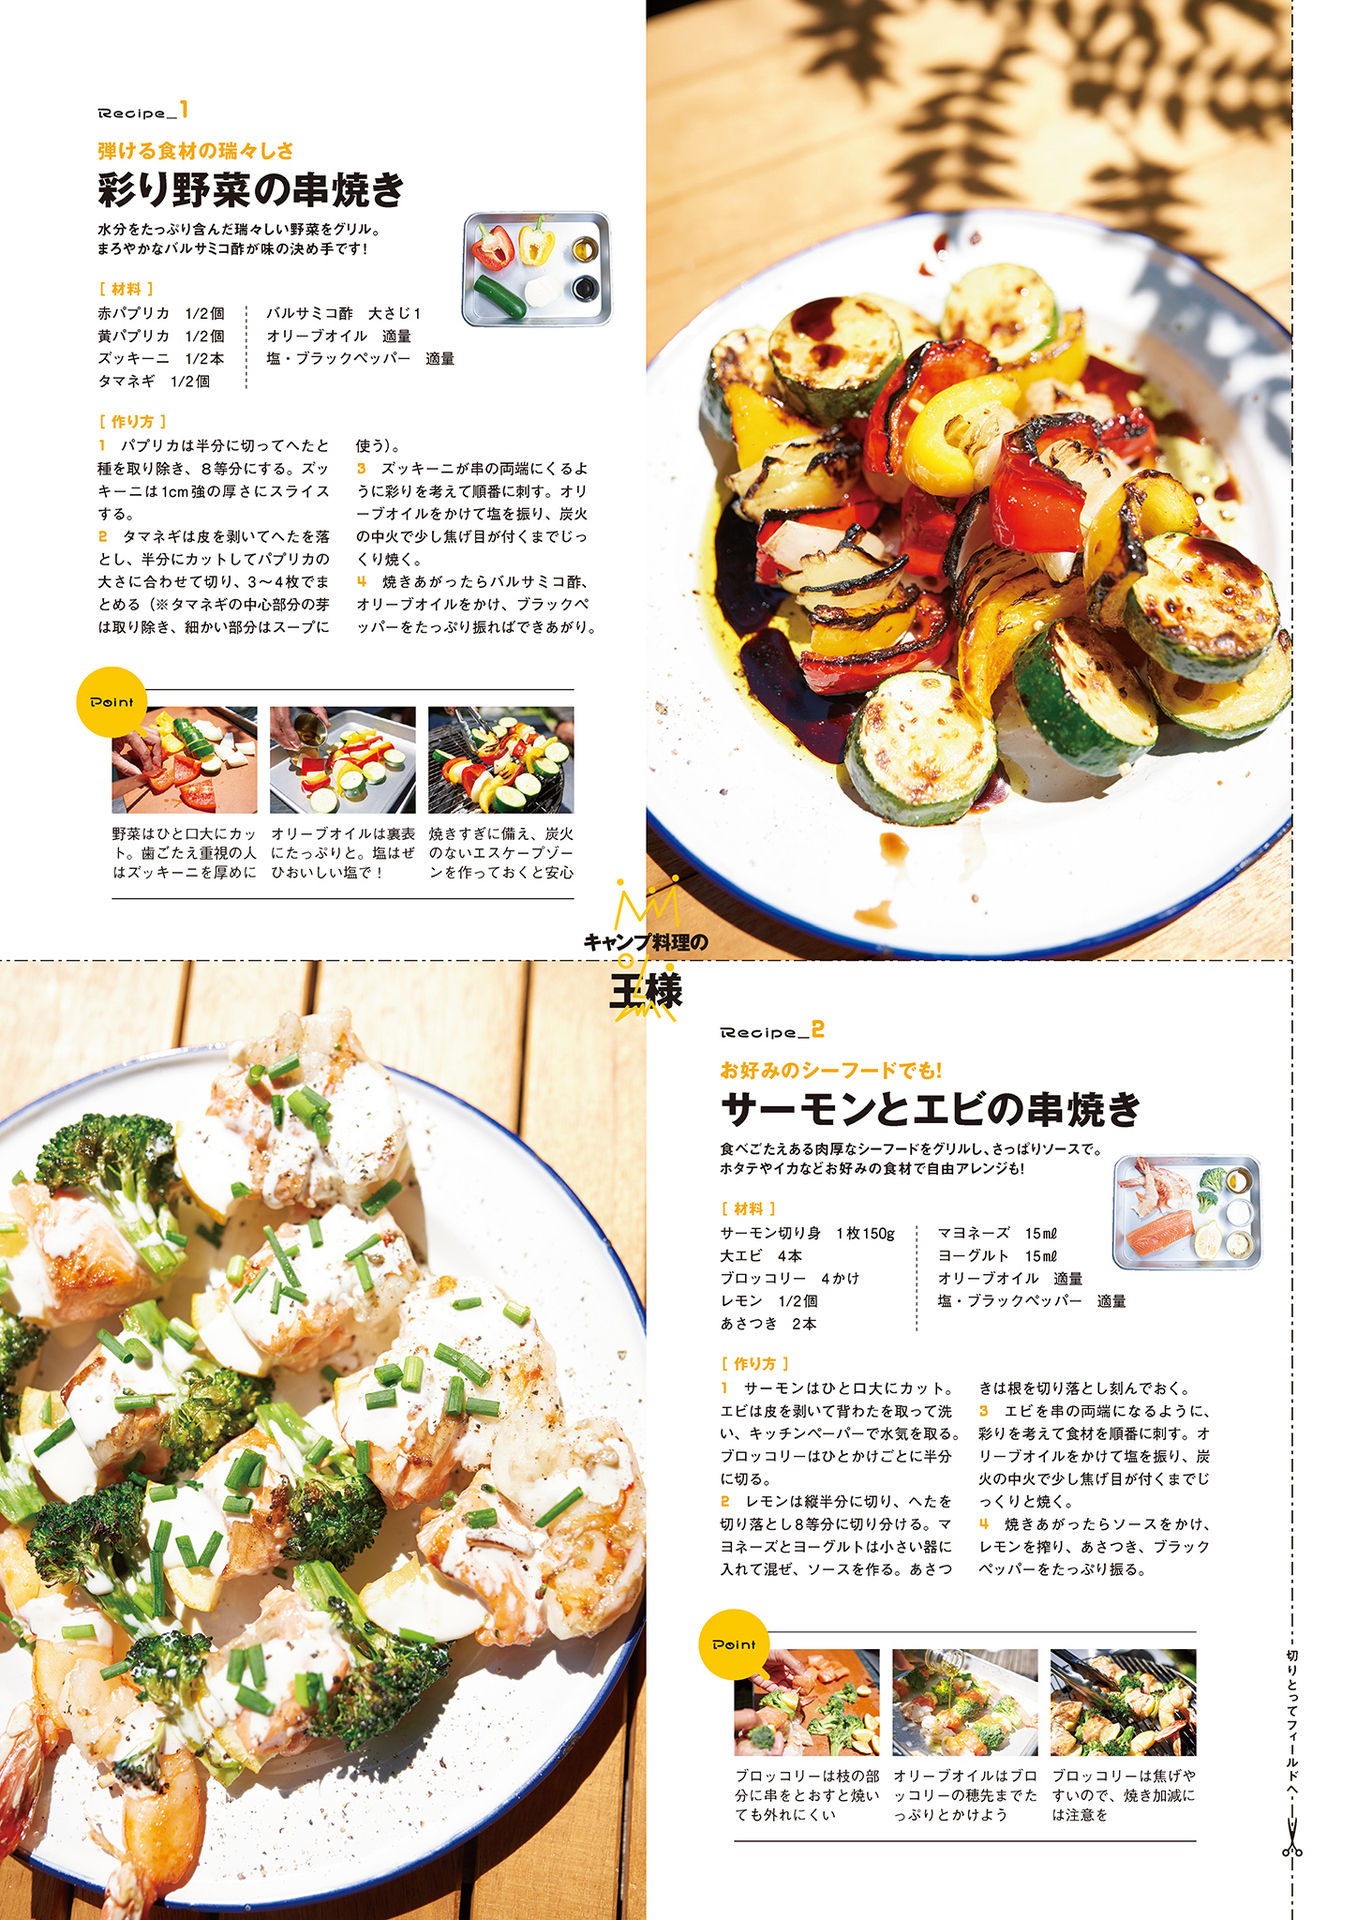 Recipe_1
弾ける食材の瑞々しさ
彩り野菜の串焼き
水分をたっぷり含んだ瑞々しい野菜をグリル。
まろやかなバルサミコ酢が味の決め手です!
[ 材料 ]
赤パプリカ　1/2個
黄パプリカ　1/2個
ズッキーニ　1/2本
タマネギ　1/2個
バルサミコ酢　大さじ1
オリーブオイル　適量
塩・ブラックペッパー　適量
[ 作り方 ]
1　パプリカは半分に切ってへたと
種を取り除き、8等分にする。ズッ
キーニは1cm強の厚さにスライス
する。
2　タマネギは皮を剥いてへたを落
とし、半分にカットしてパプリカの
大きさに合わせて切り、3〜4枚でま
とめる（※タマネギの中心部分の芽
は取り除き、細かい部分はスープに
使う）。
3　ズッキーニが串の両端にくるよ
うに彩りを考えて順番に刺す。オリ
ーブオイルをかけて塩を振り、炭火
の中火で少し焦げ目が付くまでじっ
くり焼く。
4　焼きあがったらバルサミコ酢、
オリーブオイルをかけ、ブラックペ
ッパーをたっぷり振ればできあがり。
Point
野菜はひと口大にカッ
ト。歯ごたえ重視の人
はズッキーニを厚めに
オリーブオイルは裏表
にたっぷりと。塩はぜ
ひおいしい塩で！
焼きすぎに備え、炭火
のないエスケープゾー
ンを作っておくと安心
キャンプ料理の
王様
Recipe_2
お好みのシーフードでも!
サーモンとエビの串焼き
食べごたえある肉厚なシーフードをグリルし、さっぱりソースで。
ホタテやイカなどお好みの食材で自由アレンジも!
[ 材料 ]
サーモン切り身　1枚150g
大エビ　4本
ブロッコリー　4かけ
レモン　1/2個
あさつき　2本
マヨネーズ　15㎖
ヨーグルト　15㎖
オリーブオイル　適量
塩・ブラックペッパー　適量
[ 作り方 ]
1　サーモンはひと口大にカット。
エビは皮を剥いて背わたを取って洗
い、キッチンペーパーで水気を取る。
ブロッコリーはひとかけごとに半分
に切る。
2　レモンは縦半分に切り、へたを
切り落とし8等分に切り分ける。マ
ヨネーズとヨーグルトは小さい器に
入れて混ぜ、ソースを作る。あさつ
きは根を切り落とし刻んでおく。
3　エビを串の両端になるように、
彩りを考えて食材を順番に刺す。オ
リーブオイルをかけて塩を振り、炭
火の中火で少し焦げ目が付くまでじ
っくりと焼く。
4　焼きあがったらソースをかけ、
レモンを搾り、あさつき、ブラック
ペッパーをたっぷり振る。
Point
ブロッコリーは枝の部
分に串をとおすと焼い
ても外れにくい
オリーブオイルはブロ
ッコリーの穂先までた
っぷりとかけよう
ブロッコリーは焦げや
すいので、焼き加減に
は注意を
切りとってフィールドへ